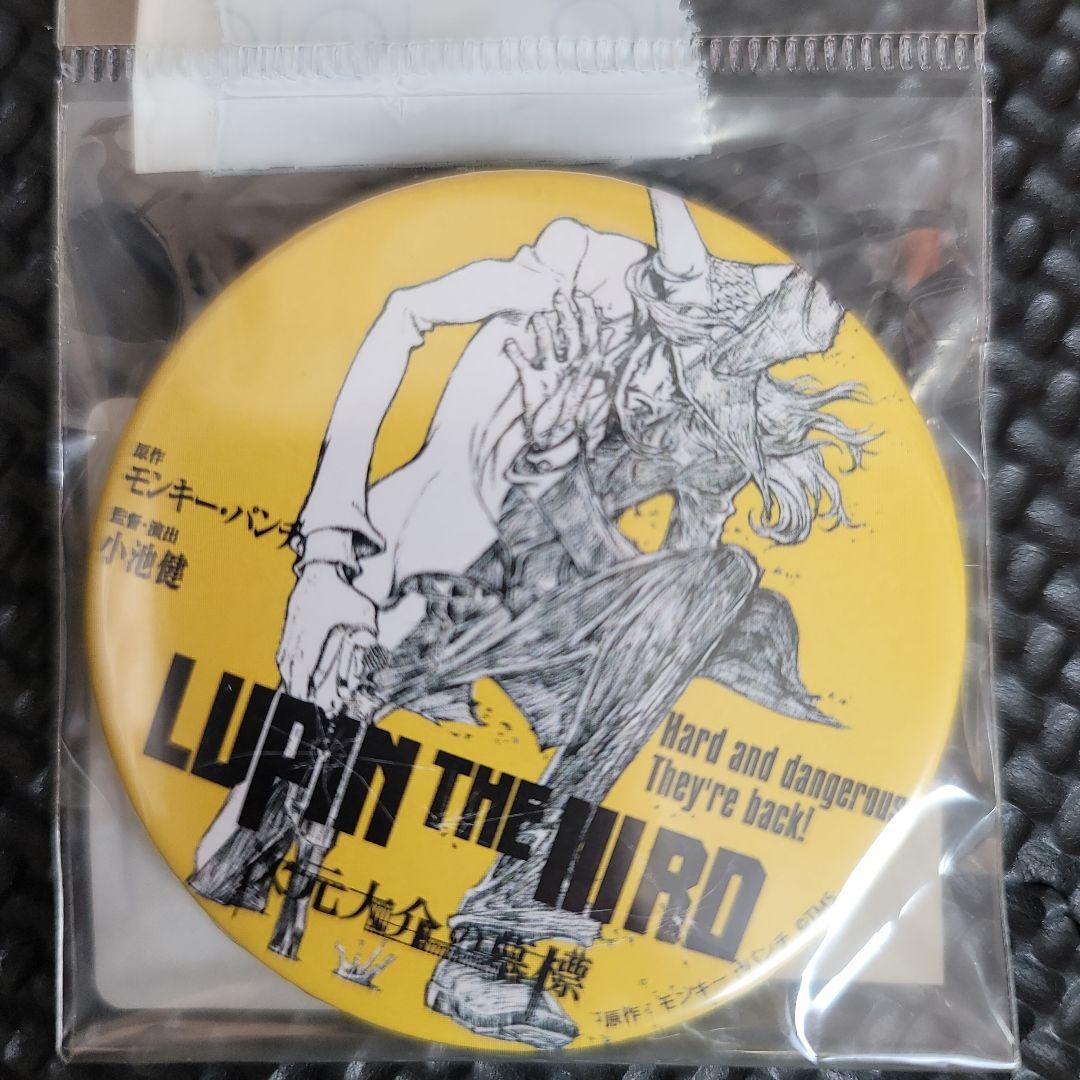 原作
モンキー・パンチ
監督・演出
小池健
LUPIN THE IIIRD
Hard and dangerous
They're back!
次元大介の墓標
原作：モンキー・パンチ ©TMS